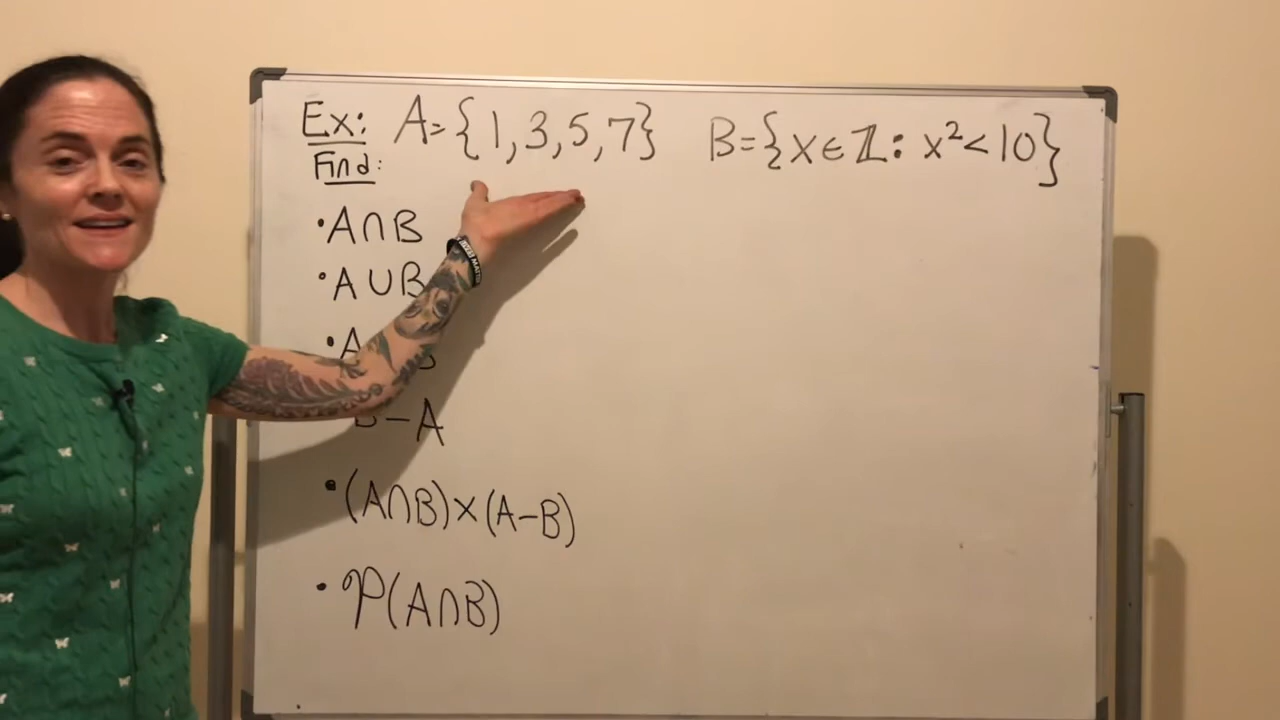 Ex: A={1,3,5,7} B={x∈ℤ: x²<10}
Find:
•A∩B
•A∪B
•A B
B-A
•(A∩B)×(A-B)
•𝒫(A∩B)